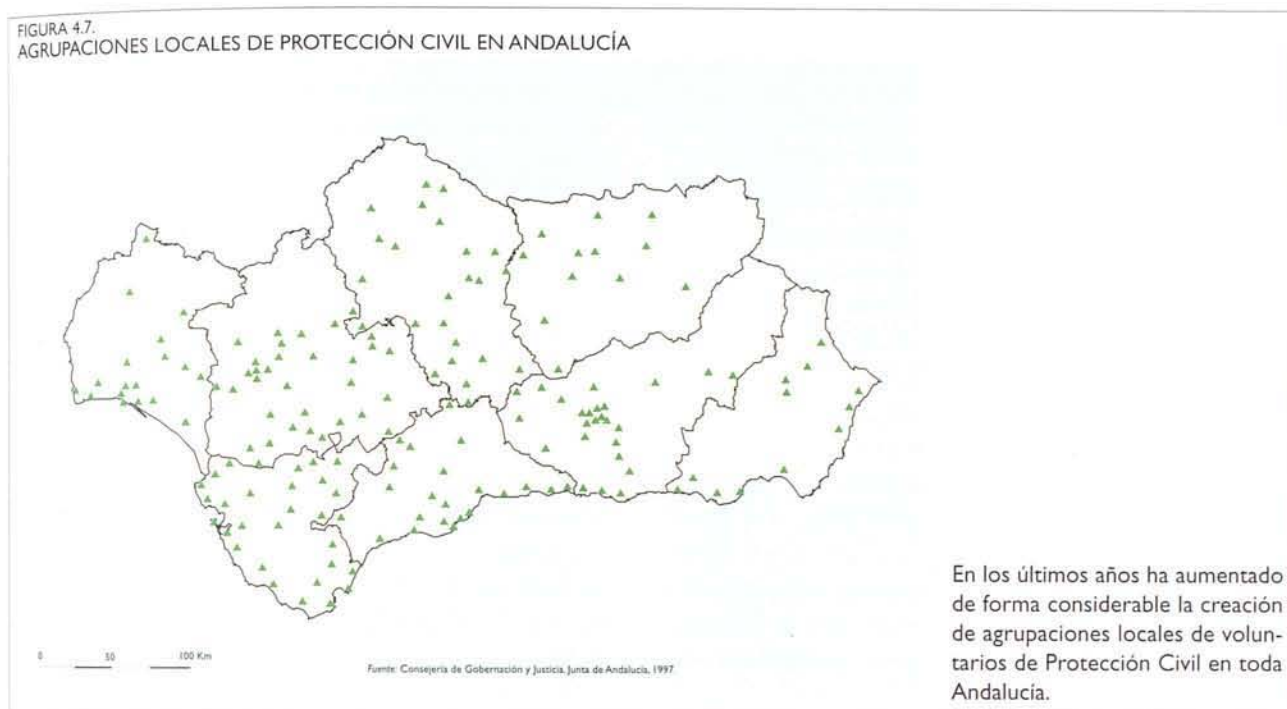 FIGURA 4.7.
AGRUPACIONES LOCALES DE PROTECCIÓN CIVIL EN ANDALUCÍA
0 50 100 Km
Fuente: Consejería de Gobernación y Justicia. Junta de Andalucía, 1997
En los últimos años ha aumentado
de forma considerable la creación
de agrupaciones locales de volun-
tarios de Protección Civil en toda
Andalucía.